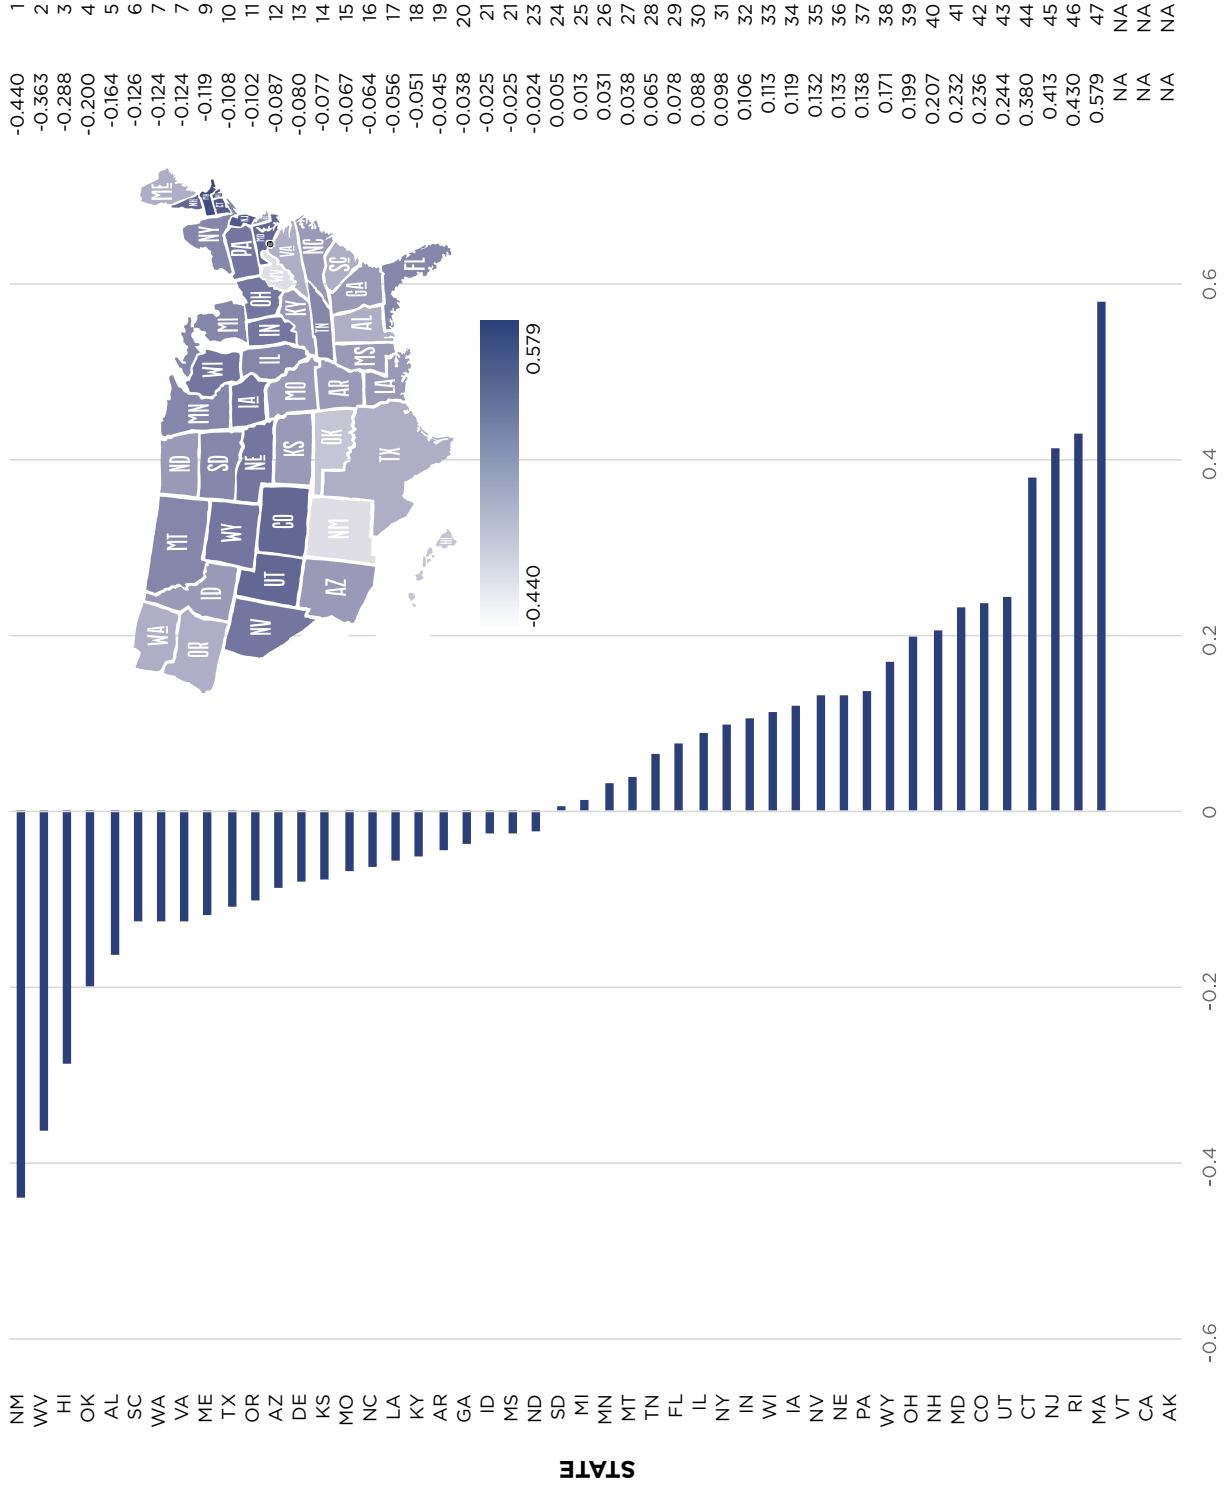 STATE
NM -0.440 1
WV -0.363 2
HI -0.288 3
OK -0.200 4
AL -0.164 5
SC -0.126 6
WA -0.124 7
VA -0.124 7
ME -0.119 9
TX -0.108 10
OR -0.102 11
AZ -0.087 12
DE -0.080 13
KS -0.077 14
MO -0.067 15
NC -0.064 16
LA -0.056 17
KY -0.051 18
AR -0.045 19
GA -0.038 20
ID -0.025 21
MS -0.025 21
ND -0.024 23
SD 0.005 24
MI 0.013 25
MN 0.031 26
MT 0.038 27
TN 0.065 28
FL 0.078 29
IL 0.088 30
NY 0.098 31
IN 0.106 32
WI 0.113 33
IA 0.119 34
NV 0.132 35
NE 0.133 36
PA 0.138 37
WY 0.171 38
OH 0.199 39
NH 0.207 40
MD 0.232 41
CO 0.236 42
UT 0.244 43
CT 0.380 44
NJ 0.413 45
RI 0.430 46
MA 0.579 47
VT NA NA
CA NA NA
AK NA NA
-0.6
-0.4
-0.2
0
0.2
0.4
0.6
WA
OR
NV
ID
MT
WY
UT
AZ
CO
NM
ND
SD
NE
KS
OK
TX
MN
IA
MO
AR
LA
WI
IL
MS
MI
IN
KY
TN
AL
OH
WV
GA
FL
SC
NC
VA
PA
NY
ME
HI
-0.440
0.579